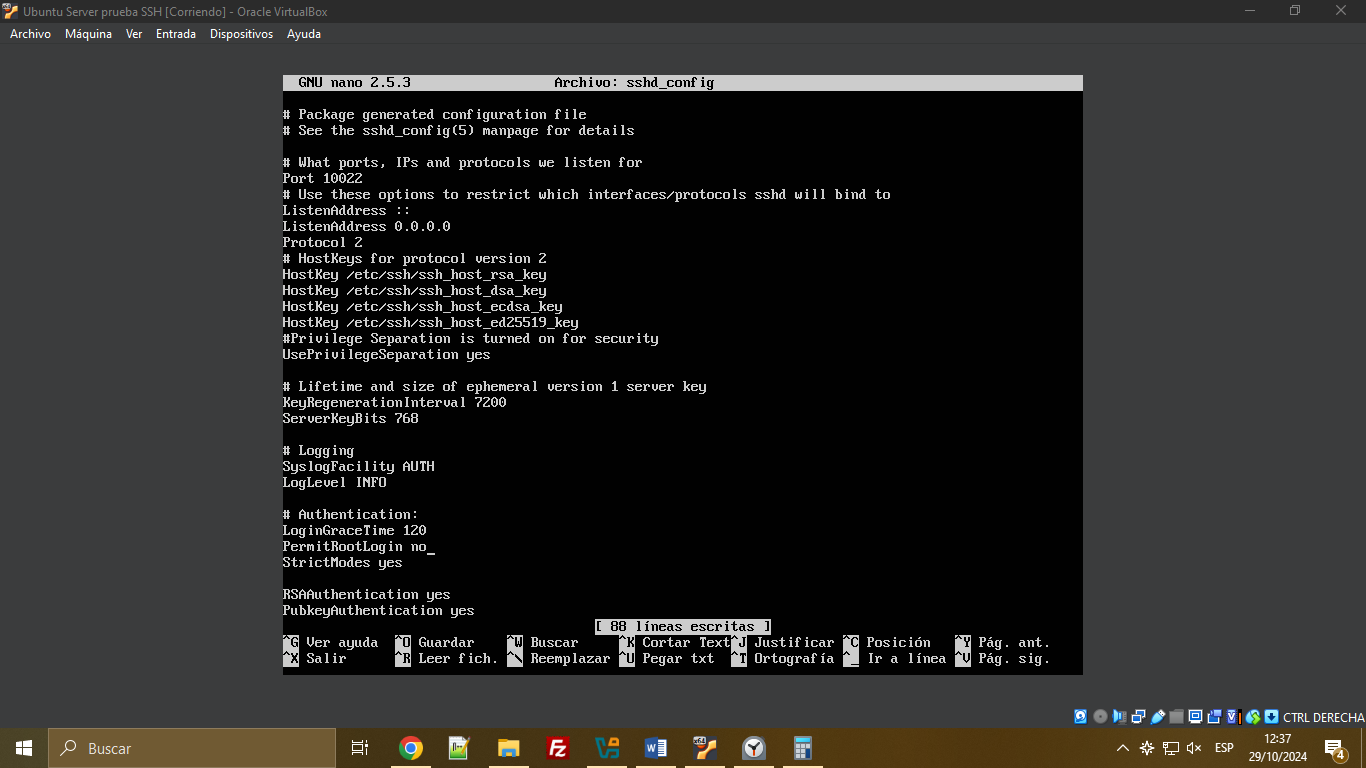 Ubuntu Server prueba SSH [Corriendo] - Oracle VirtualBox
Archivo Máquina Ver Entrada Dispositivos Ayuda
GNU nano 2.5.3 Archivo: sshd_config
# Package generated configuration file
# See the sshd_config(5) manpage for details
# What ports, IPs and protocols we listen for
Port 10022
# Use these options to restrict which interfaces/protocols sshd will bind to
ListenAddress ::
ListenAddress 0.0.0.0
Protocol 2
# HostKeys for protocol version 2
HostKey /etc/ssh/ssh_host_rsa_key
HostKey /etc/ssh/ssh_host_dsa_key
HostKey /etc/ssh/ssh_host_ecdsa_key
HostKey /etc/ssh/ssh_host_ed25519_key
#Privilege Separation is turned on for security
UsePrivilegeSeparation yes
# Lifetime and size of ephemeral version 1 server key
KeyRegenerationInterval 7200
ServerKeyBits 768
# Logging
SyslogFacility AUTH
LogLevel INFO
# Authentication:
LoginGraceTime 120
PermitRootLogin no_
StrictModes yes
RSAAuthentication yes
PubkeyAuthentication yes
[ 88 líneas escritas ]
^G Ver ayuda ^O Guardar ^W Buscar ^K Cortar Text ^J Justificar ^C Posición ^Y Pág. ant.
^X Salir ^R Leer fich. ^\ Reemplazar ^U Pegar txt ^T Ortografía ^_ Ir a línea ^V Pág. sig.
CTRL DERECHA
Buscar
ESP
12:37
29/10/2024
4